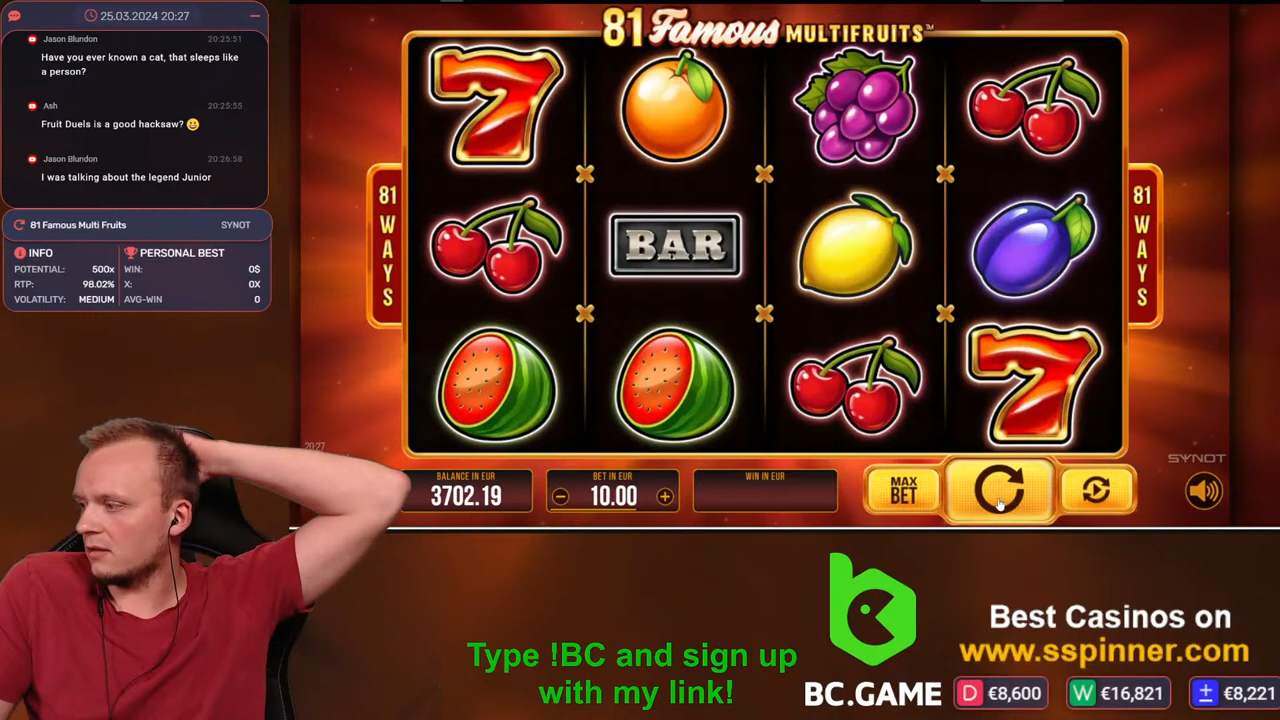 25.03.2024 20:27
Jason Blundon 20:25:51
Have you ever known a cat, that sleeps like
a person?
Ash 20:25:55
Fruit Duels is a good hacksaw? 😃
Jason Blundon 20:26:58
I was talking about the legend Junior
81 Famous Multi Fruits SYNOT
INFO
POTENTIAL: 500x
RTP: 98.02%
VOLATILITY: MEDIUM
PERSONAL BEST
WIN: 0$
X: 0X
AVG-WIN 0
81 Famous MULTIFRUITS™
7
81
WAYS
BAR
81
WAYS
7
20:27
SYNOT
BALANCE IN EUR
3702.19
BET IN EUR
10.00
WIN IN EUR
MAX
BET
Type !BC and sign up
with my link!
BC.GAME
Best Casinos on
www.sspinner.com
D €8,600
W €16,821
± €8,221